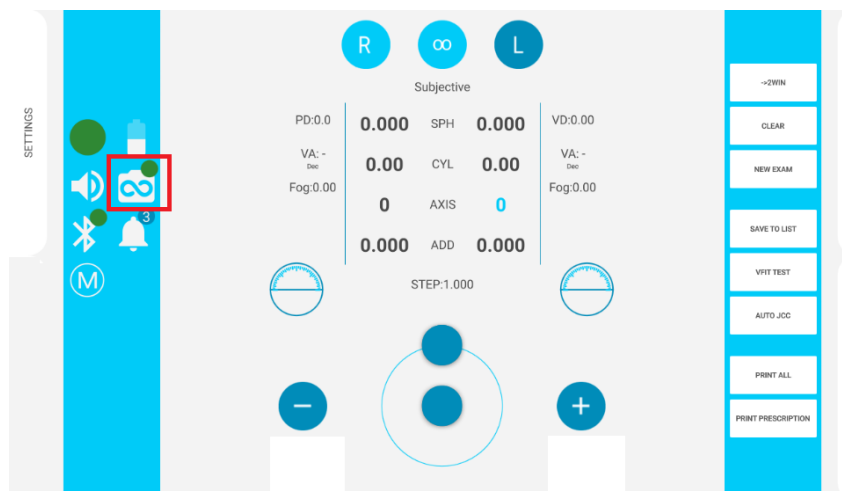 SETTINGS
3
M
R ∞ L
Subjective
PD:0.0 0.000 SPH 0.000 VD:0.00
VA: - 0.00 CYL 0.00 VA: -
Dec Dec
Fog:0.00 0 AXIS 0 Fog:0.00
0.000 ADD 0.000
STEP:1.000
− +
->2WIN
CLEAR
NEW EXAM
SAVE TO LIST
VFIT TEST
AUTO JCC
PRINT ALL
PRINT PRESCRIPTION